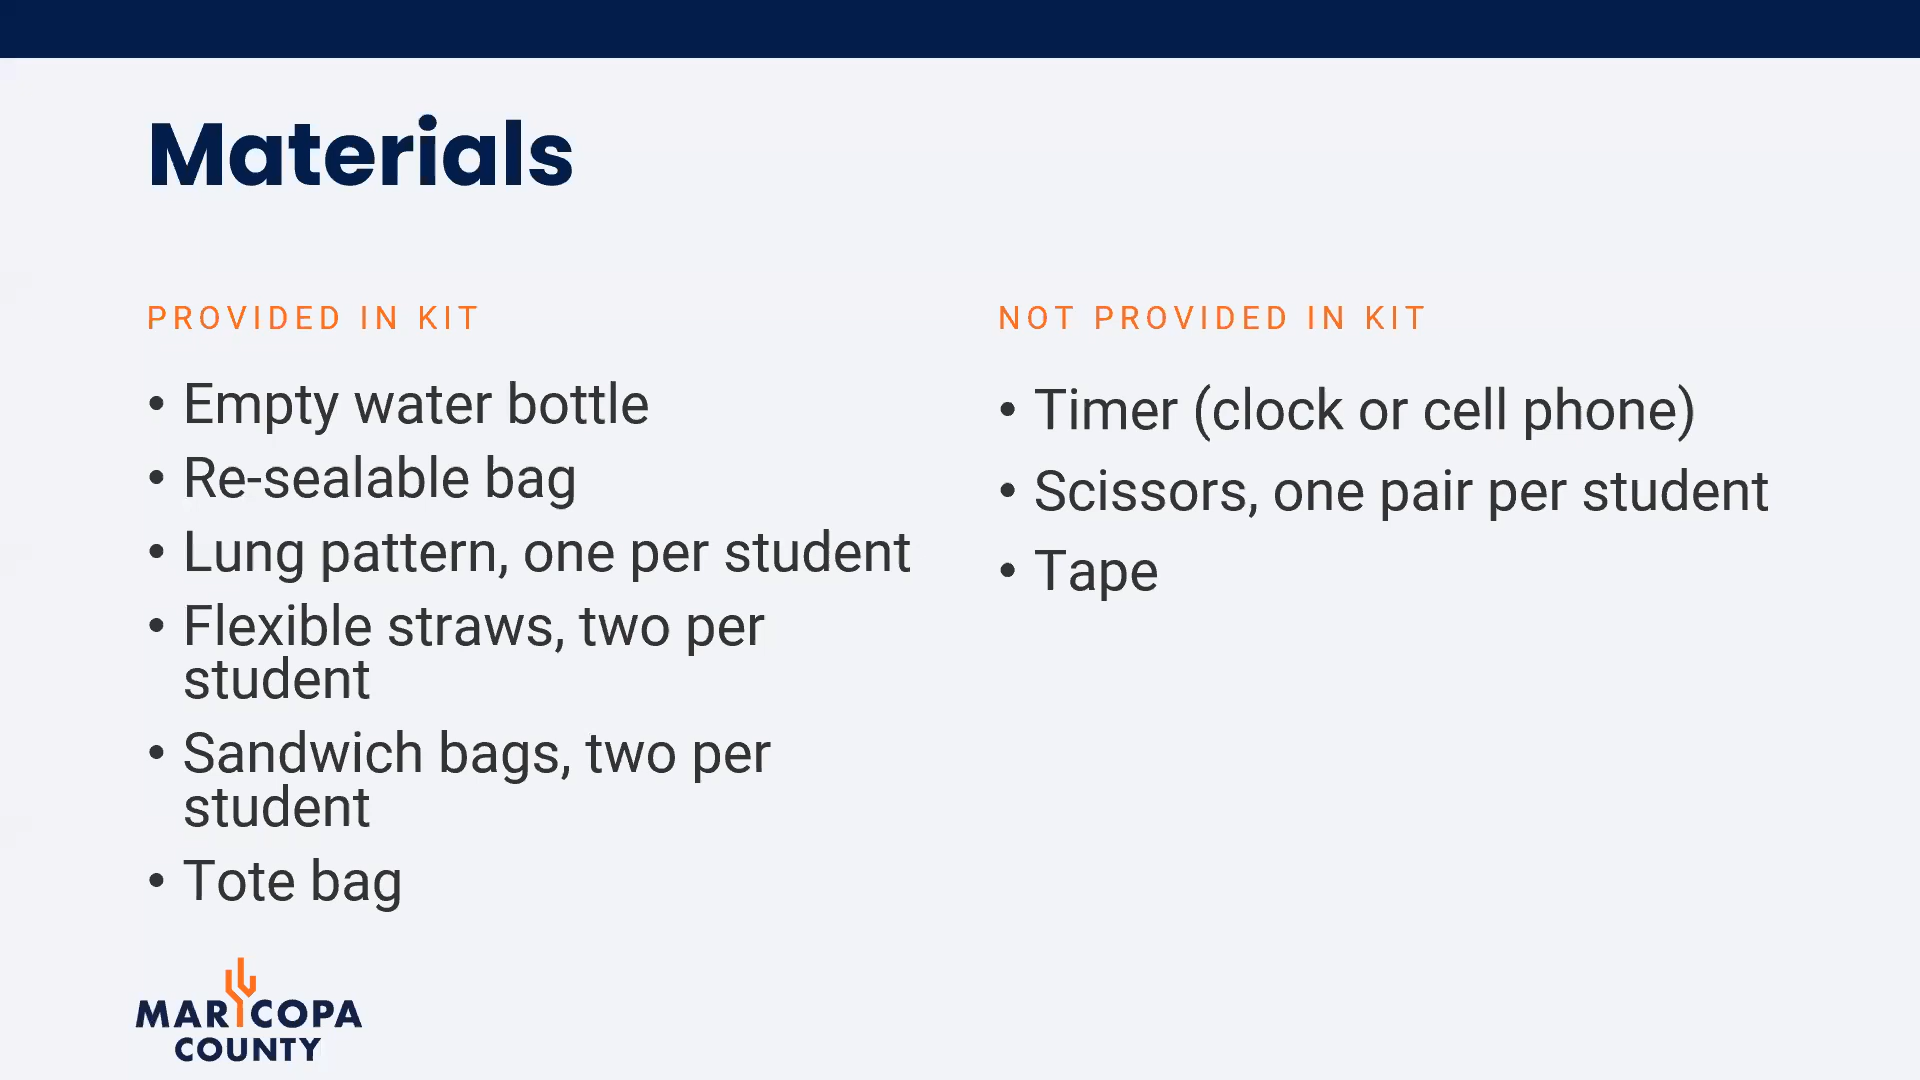 Materials
PROVIDED IN KIT
• Empty water bottle
• Re-sealable bag
• Lung pattern, one per student
• Flexible straws, two per
student
• Sandwich bags, two per
student
• Tote bag
NOT PROVIDED IN KIT
• Timer (clock or cell phone)
• Scissors, one pair per student
• Tape
MARICOPA
COUNTY